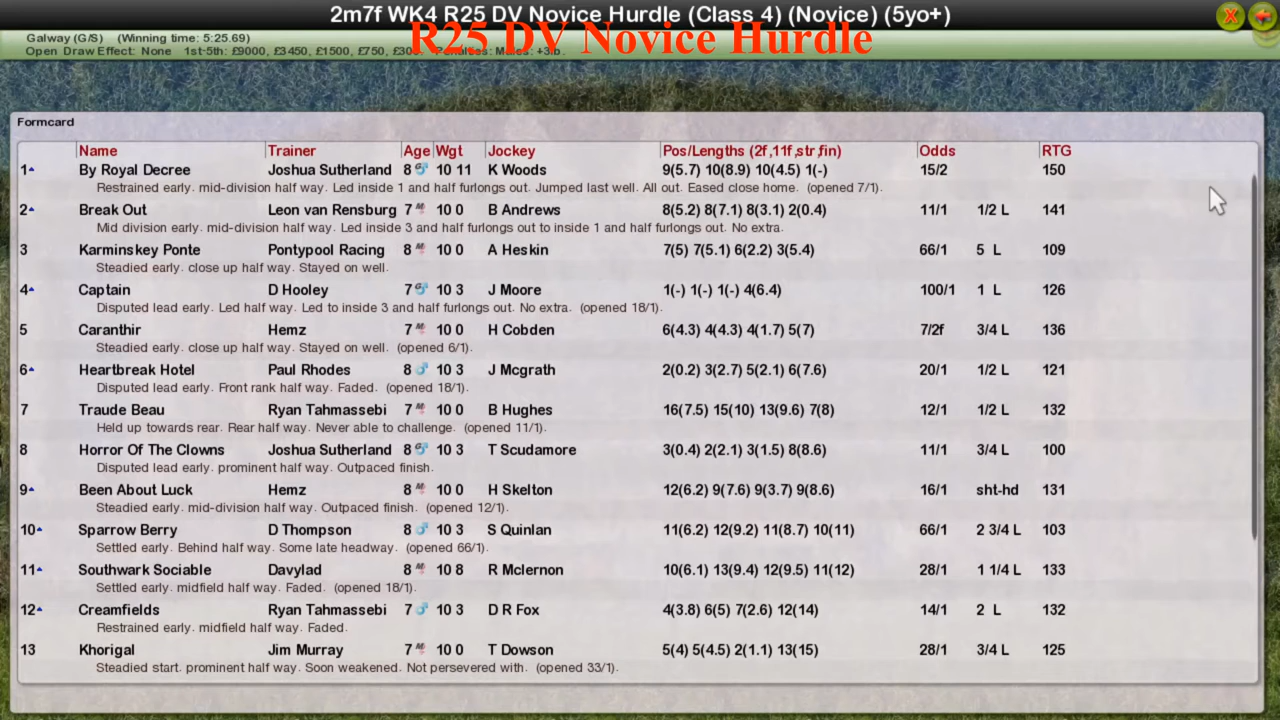 2m7f WK4 R25 DV Novice Hurdle (Class 4) (Novice) (5yo+)
R25 DV Novice Hurdle
Galway (G/S) (Winning time: 5:25.69)
Open Draw Effect: None 1st-5th: £9000, £3450, £1500, £750, £300, Penalties: Males: +3lb.
Formcard
Name Trainer Age Wgt Jockey Pos/Lengths (2f,11f,str,fin) Odds RTG
1 By Royal Decree Joshua Sutherland 8 10 11 K Woods 9(5.7) 10(8.9) 10(4.5) 1(-) 15/2 150
Restrained early. mid-division half way. Led inside 1 and half furlongs out. Jumped last well. All out. Eased close home. (opened 7/1).
2 Break Out Leon van Rensburg 7 10 0 B Andrews 8(5.2) 8(7.1) 8(3.1) 2(0.4) 11/1 1/2 L 141
Mid division early. mid-division half way. Led inside 3 and half furlongs out to inside 1 and half furlongs out. No extra.
3 Karminskey Ponte Pontypool Racing 8 10 0 A Heskin 7(5) 7(5.1) 6(2.2) 3(5.4) 66/1 5 L 109
Steadied early. close up half way. Stayed on well.
4 Captain D Hooley 7 10 3 J Moore 1(-) 1(-) 1(-) 4(6.4) 100/1 1 L 126
Disputed lead early. Led half way. Led to inside 3 and half furlongs out. No extra. (opened 18/1).
5 Caranthir Hemz 7 10 0 H Cobden 6(4.3) 4(4.3) 4(1.7) 5(7) 7/2f 3/4 L 136
Steadied early. close up half way. Stayed on well. (opened 6/1).
6 Heartbreak Hotel Paul Rhodes 8 10 3 J Mcgrath 2(0.2) 3(2.7) 5(2.1) 6(7.6) 20/1 1/2 L 121
Disputed lead early. Front rank half way. Faded. (opened 18/1).
7 Traude Beau Ryan Tahmassebi 7 10 0 B Hughes 16(7.5) 15(10) 13(9.6) 7(8) 12/1 1/2 L 132
Held up towards rear. Rear half way. Never able to challenge. (opened 11/1).
8 Horror Of The Clowns Joshua Sutherland 8 10 3 T Scudamore 3(0.4) 2(2.1) 3(1.5) 8(8.6) 11/1 3/4 L 100
Disputed lead early. prominent half way. Outpaced finish.
9 Been About Luck Hemz 8 10 0 H Skelton 12(6.2) 9(7.6) 9(3.7) 9(8.6) 16/1 sht-hd 131
Steadied early. mid-division half way. Outpaced finish. (opened 12/1).
10 Sparrow Berry D Thompson 8 10 3 S Quinlan 11(6.2) 12(9.2) 11(8.7) 10(11) 66/1 2 3/4 L 103
Settled early. Behind half way. Some late headway. (opened 66/1).
11 Southwark Sociable Davylad 8 10 8 R Mclernon 10(6.1) 13(9.4) 12(9.5) 11(12) 28/1 1 1/4 L 133
Settled early. midfield half way. Faded. (opened 18/1).
12 Creamfields Ryan Tahmassebi 7 10 3 D R Fox 4(3.8) 6(5) 7(2.6) 12(14) 14/1 2 L 132
Restrained early. midfield half way. Faded.
13 Khorigal Jim Murray 7 10 0 T Dowson 5(4) 5(4.5) 2(1.1) 13(15) 28/1 3/4 L 125
Steadied start. prominent half way. Soon weakened. Not persevered with. (opened 33/1).